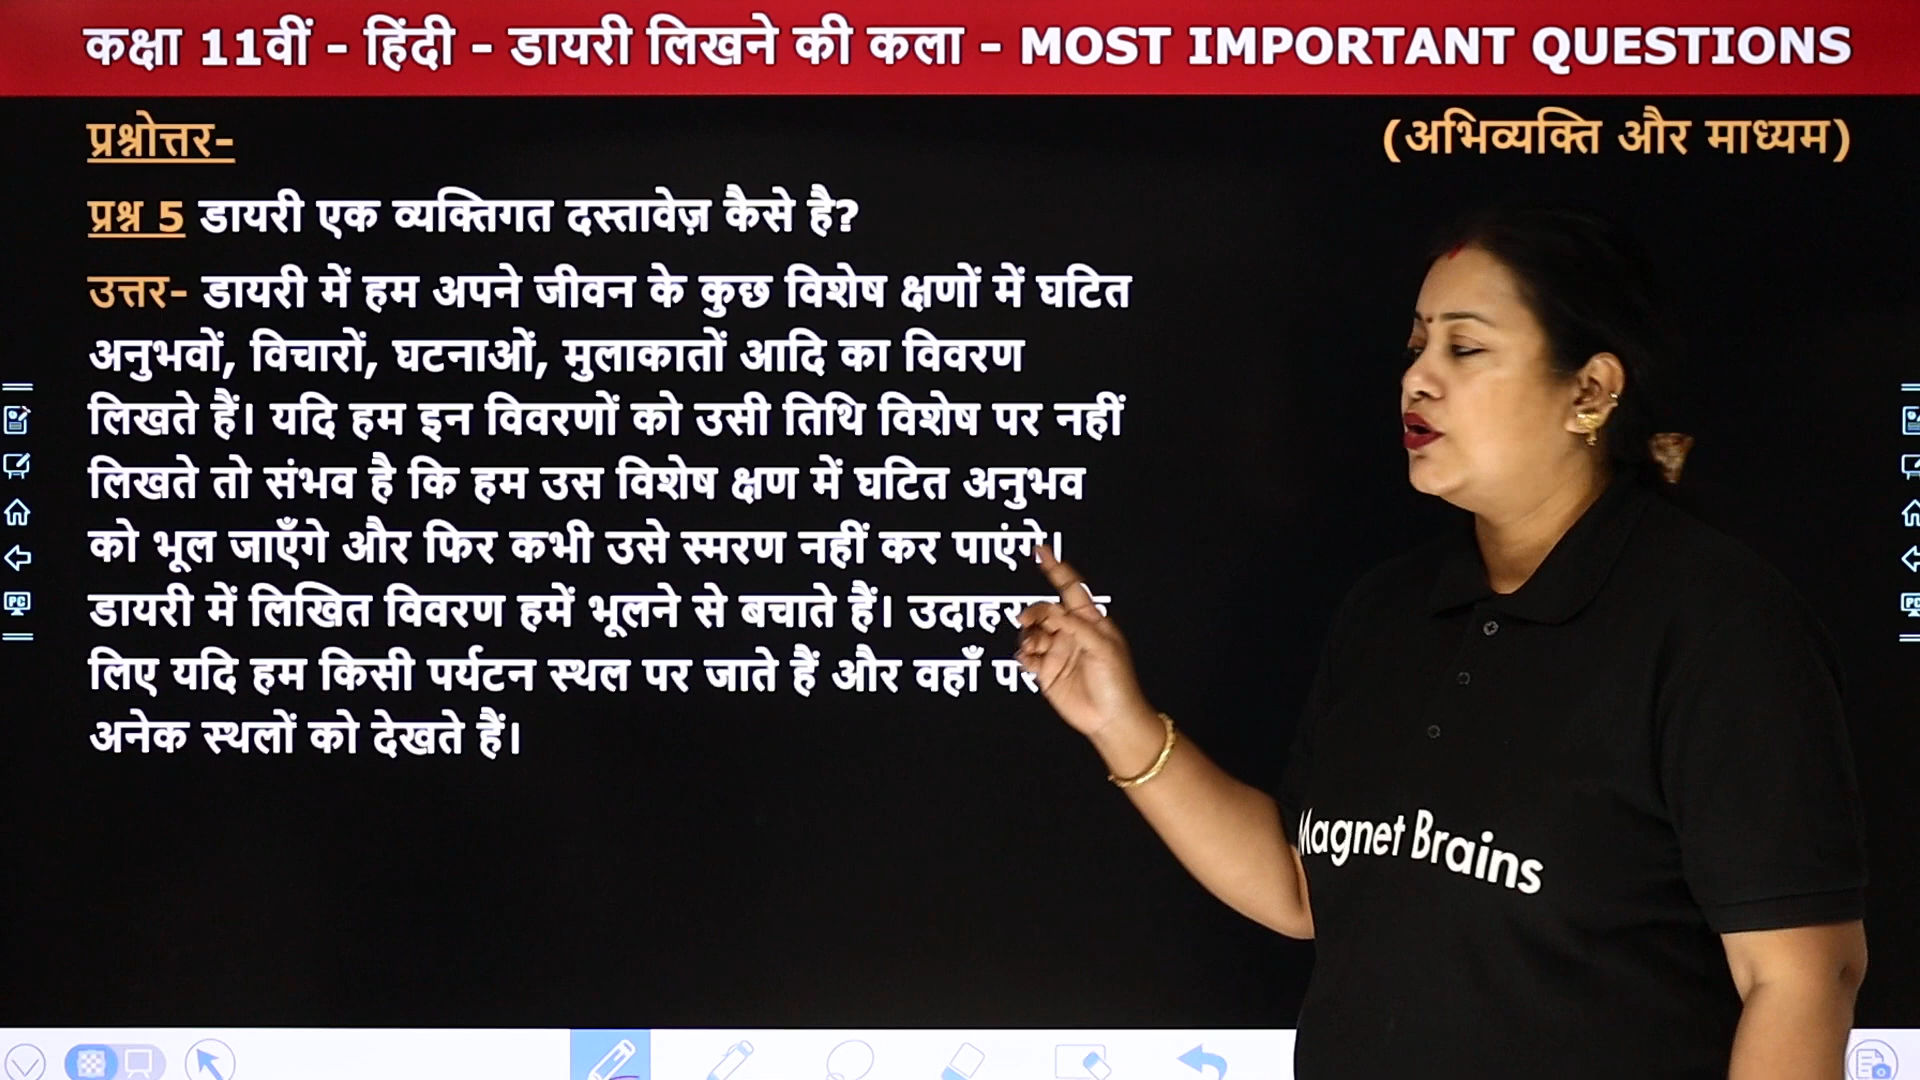 कक्षा 11वीं - हिंदी - डायरी लिखने की कला - MOST IMPORTANT QUESTIONS
प्रश्नोत्तर-
(अभिव्यक्ति और माध्यम)
प्रश्न 5 डायरी एक व्यक्तिगत दस्तावेज़ कैसे है?
उत्तर- डायरी में हम अपने जीवन के कुछ विशेष क्षणों में घटित
अनुभवों, विचारों, घटनाओं, मुलाकातों आदि का विवरण
लिखते हैं। यदि हम इन विवरणों को उसी तिथि विशेष पर नहीं
लिखते तो संभव है कि हम उस विशेष क्षण में घटित अनुभव
को भूल जाएँगे और फिर कभी उसे स्मरण नहीं कर पाएंगे।
डायरी में लिखित विवरण हमें भूलने से बचाते हैं।
लिए यदि हम किसी पर्यटन स्थल पर जाते हैं और वहाँ पर
अनेक स्थलों को देखते हैं।
Magnet Brains
PC